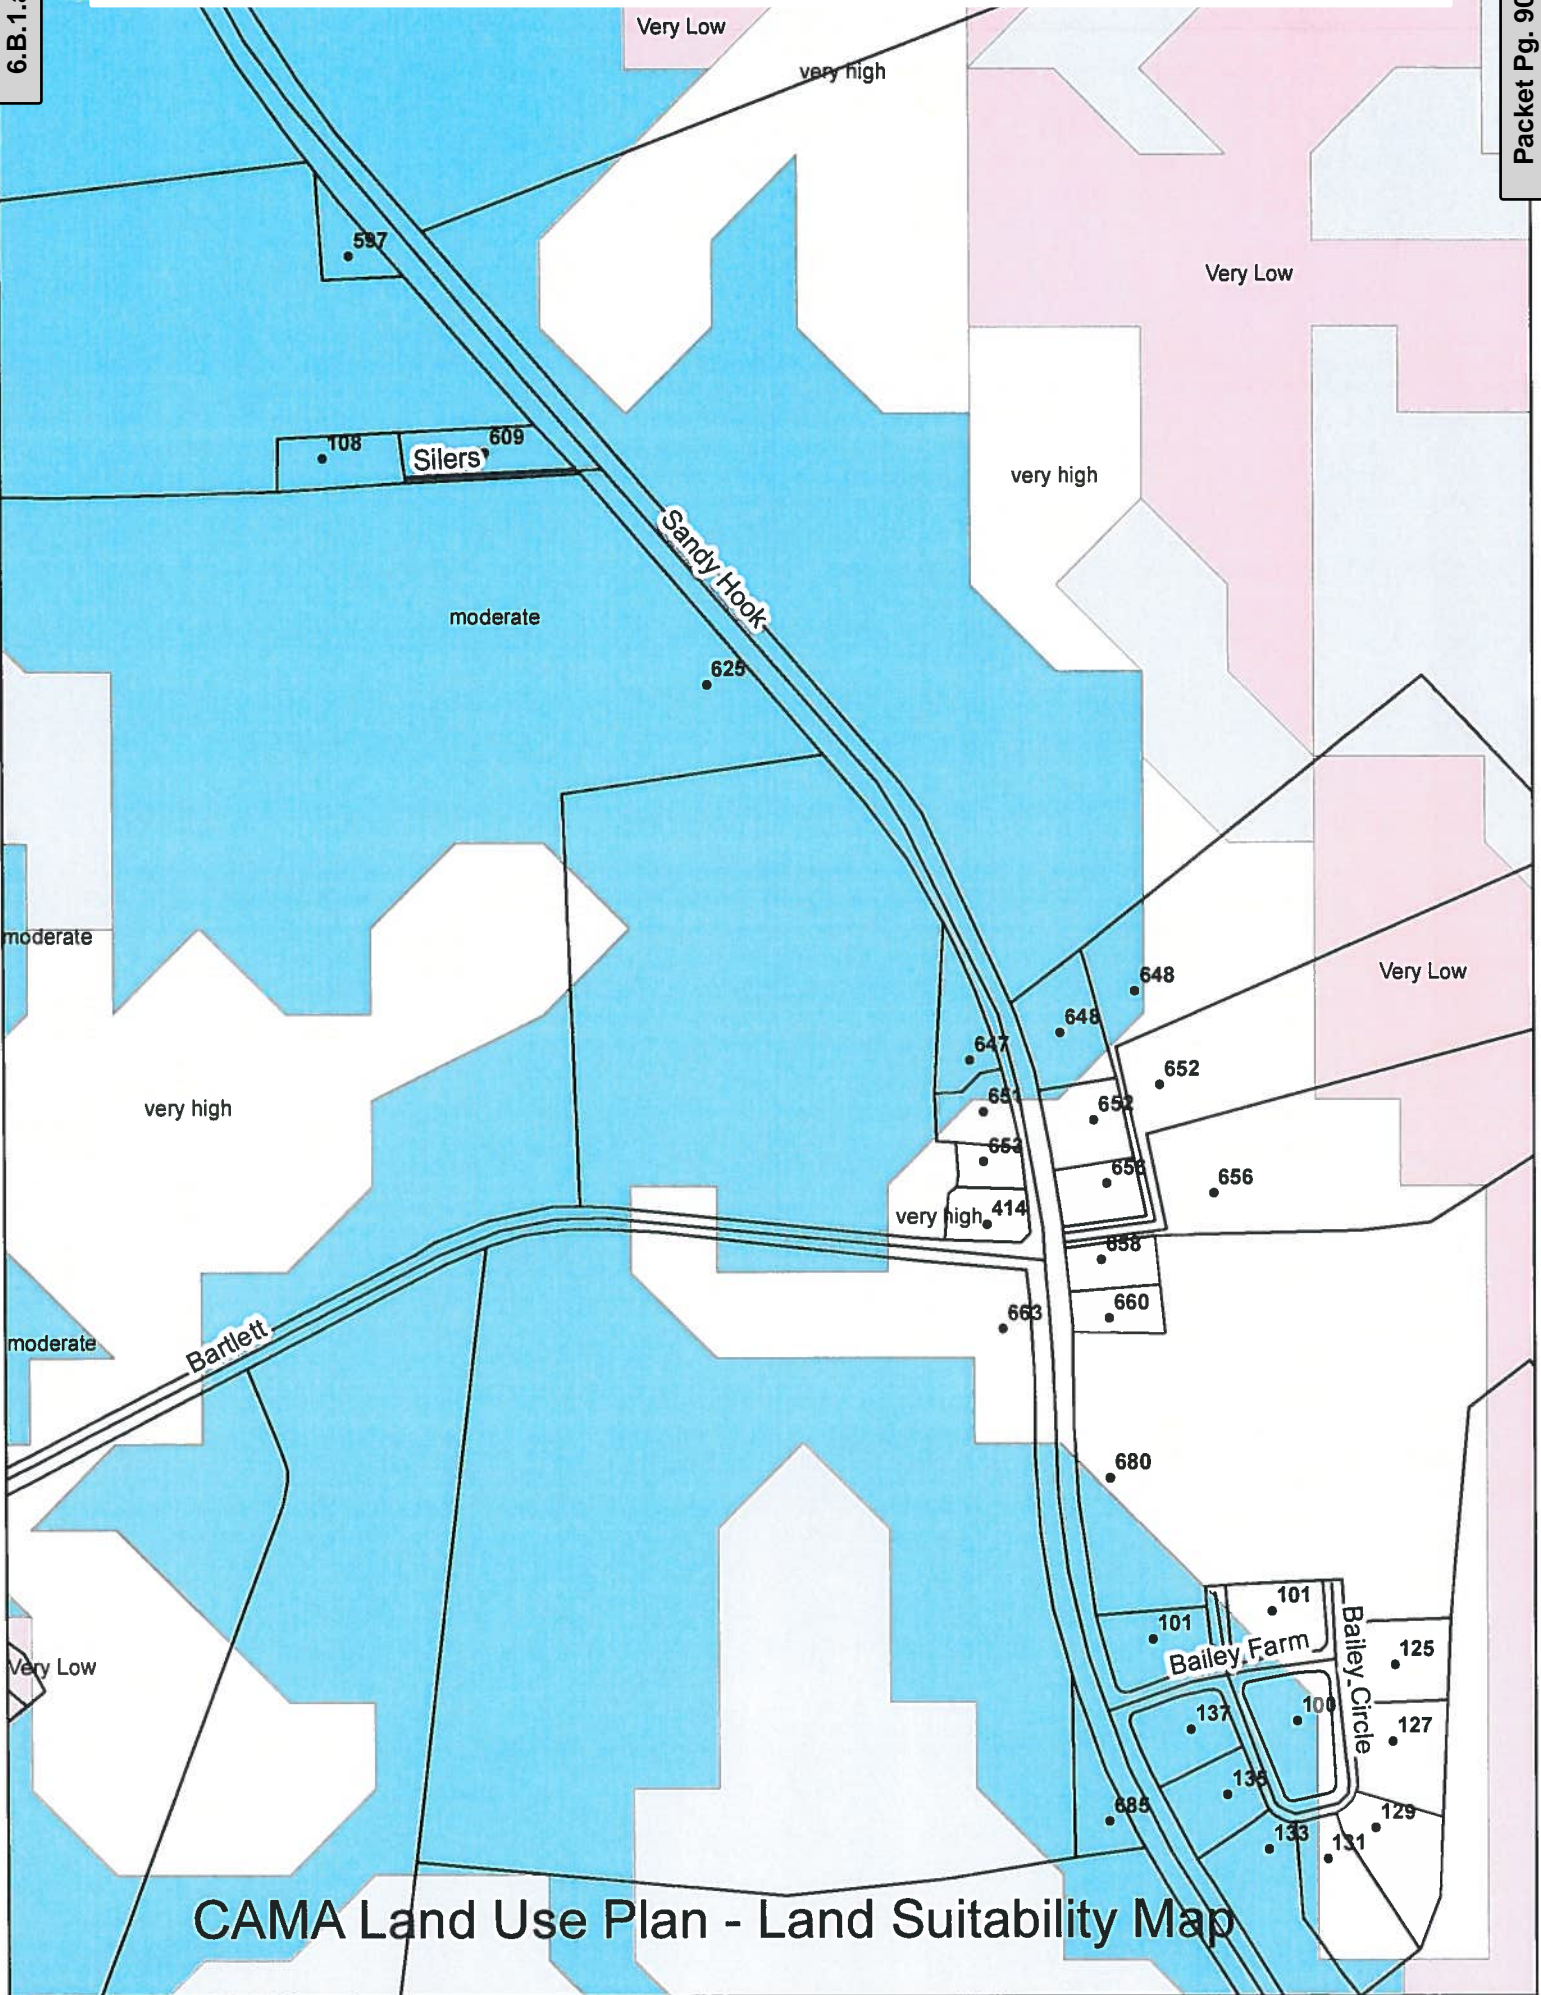 6.B.1.a
Packet Pg. 90
Very Low
very high
597
Very Low
108
609
Silers
very high
Sandy Hook
moderate
625
moderate
648
648
Very Low
647
652
651
652
very high
653
656
656
414
very high
658
660
663
moderate
Bartlett
680
101
101
Bailey Farm
Bailey Circle
125
Very Low
137
100
127
135
685
129
133
131
CAMA Land Use Plan - Land Suitability Map